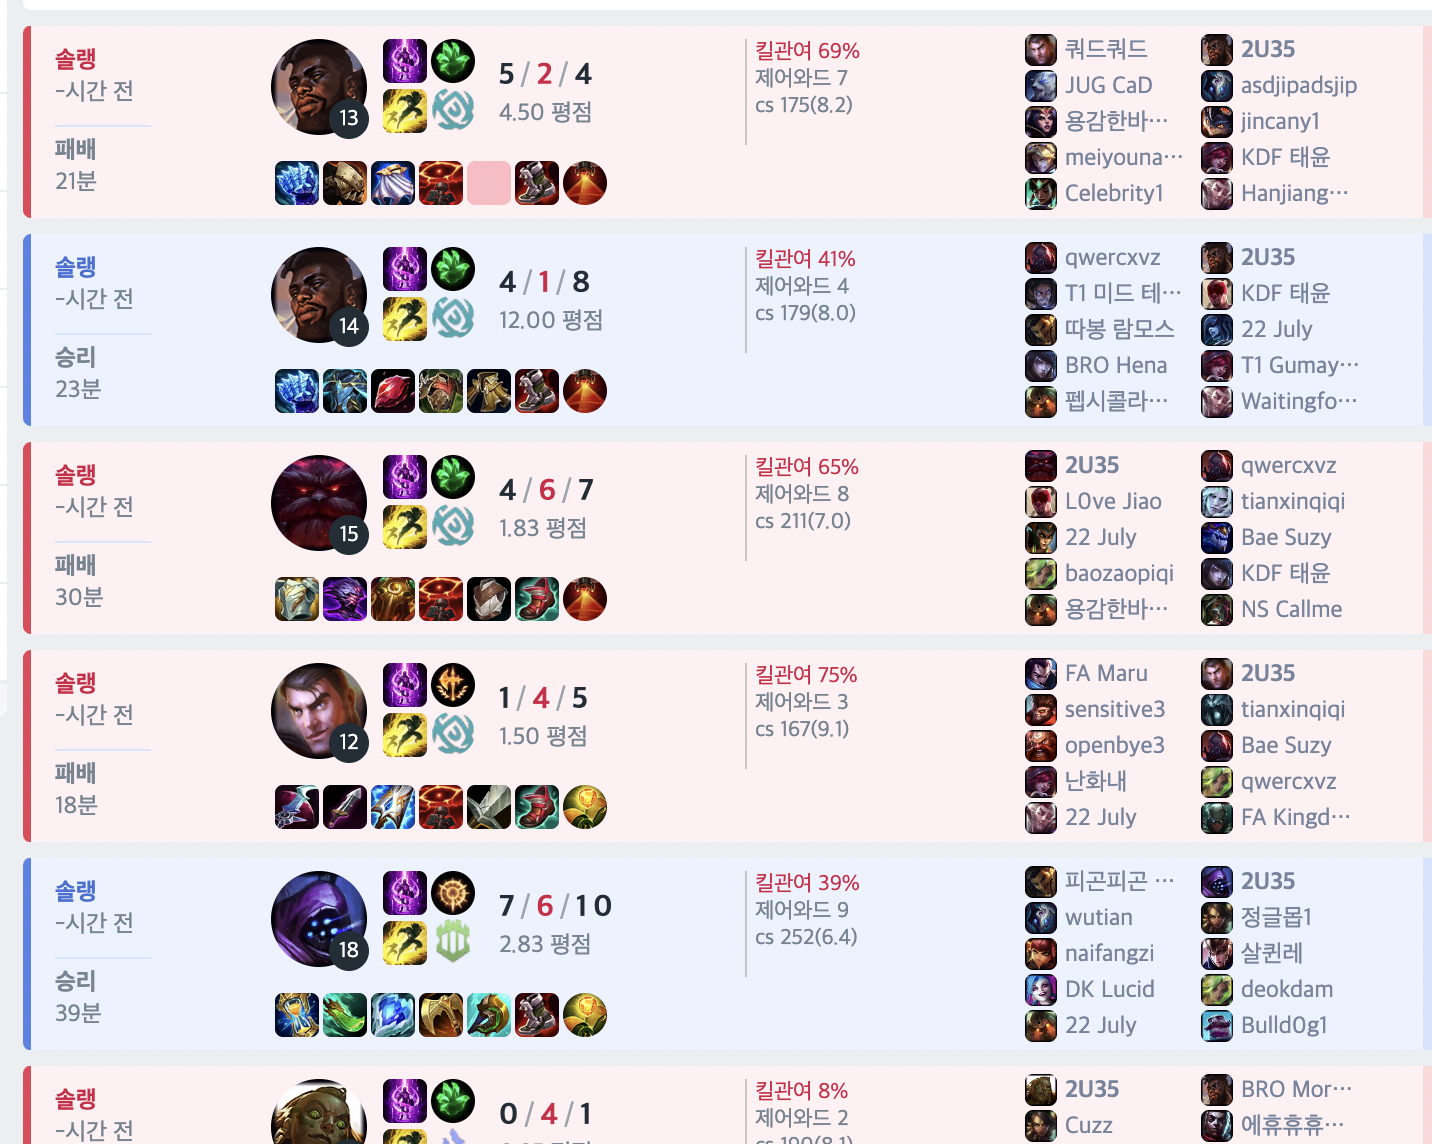 솔랭
-시간 전
패배
21분
13
5 / 2 / 4
4.50 평점
킬관여 69%
제어와드 7
cs 175(8.2)
쿼드쿼드
JUG CaD
용감한바…
meiyouna…
Celebrity1
2U35
asdjipadsjip
jincany1
KDF 태윤
Hanjiang…
솔랭
-시간 전
승리
23분
14
4 / 1 / 8
12.00 평점
킬관여 41%
제어와드 4
cs 179(8.0)
qwercxvz
T1 미드 테…
따봉 람모스
BRO Hena
펩시콜라…
2U35
KDF 태윤
22 July
T1 Gumay…
Waitingfo…
솔랭
-시간 전
패배
30분
15
4 / 6 / 7
1.83 평점
킬관여 65%
제어와드 8
cs 211(7.0)
2U35
L0ve Jiao
22 July
baozaopiqi
용감한바…
qwercxvz
tianxinqiqi
Bae Suzy
KDF 태윤
NS Callme
솔랭
-시간 전
패배
18분
12
1 / 4 / 5
1.50 평점
킬관여 75%
제어와드 3
cs 167(9.1)
FA Maru
sensitive3
openbye3
난화내
22 July
2U35
tianxinqiqi
Bae Suzy
qwercxvz
FA Kingd…
솔랭
-시간 전
승리
39분
18
7 / 6 / 10
2.83 평점
킬관여 39%
제어와드 9
cs 252(6.4)
피곤피곤 …
wutian
naifangzi
DK Lucid
22 July
2U35
정글몹1
살퀸레
deokdam
Bulld0g1
솔랭
-시간 전
0 / 4 / 1
킬관여 8%
제어와드 2
2U35
Cuzz
BRO Mor…
에휴휴휴…